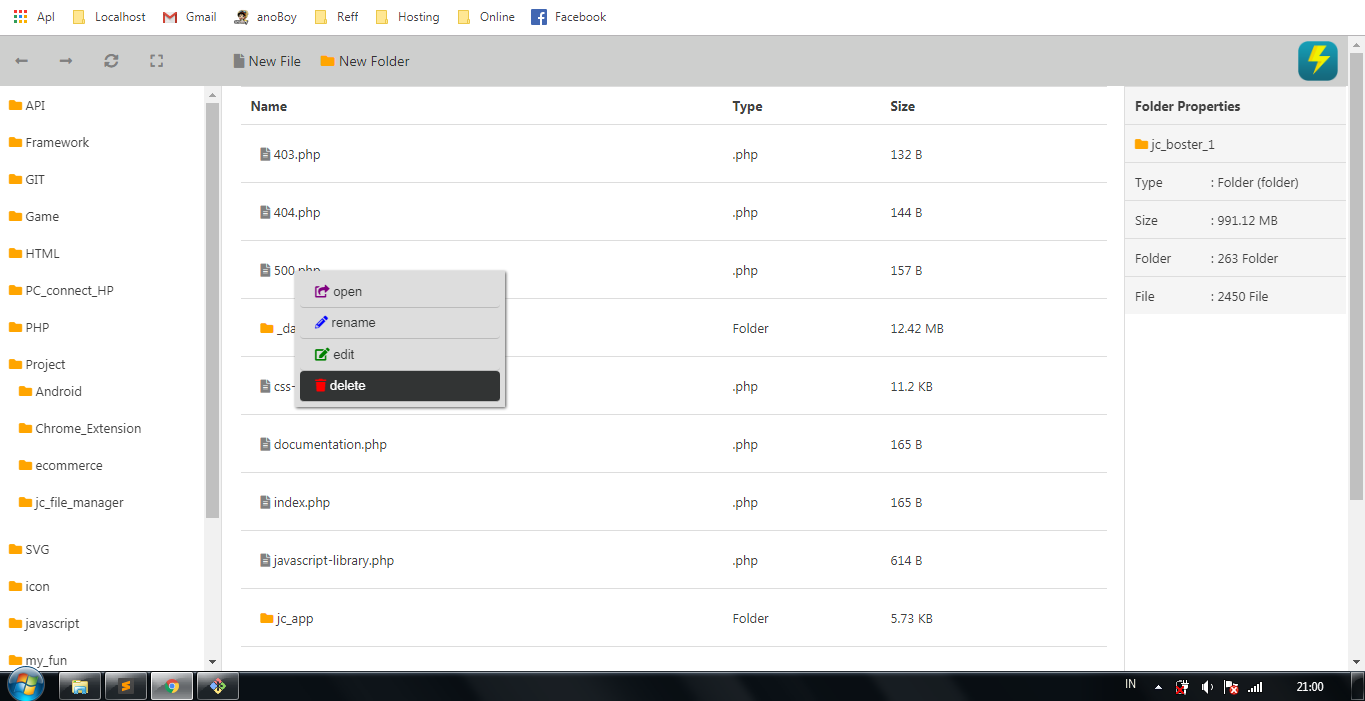 Apl Localhost Gmail anoBoy Reff Hosting Online Facebook
New File New Folder
API
Framework
GIT
Game
HTML
PC_connect_HP
PHP
Project
Android
Chrome_Extension
ecommerce
jc_file_manager
SVG
icon
javascript
my_fun
Name Type Size
403.php .php 132 B
404.php .php 144 B
500.php .php 157 B
_da Folder 12.42 MB
css- .php 11.2 KB
documentation.php .php 165 B
index.php .php 165 B
javascript-library.php .php 614 B
jc_app Folder 5.73 KB
open
rename
edit
delete
Folder Properties
jc_boster_1
Type : Folder (folder)
Size : 991.12 MB
Folder : 263 Folder
File : 2450 File
IN 21:00